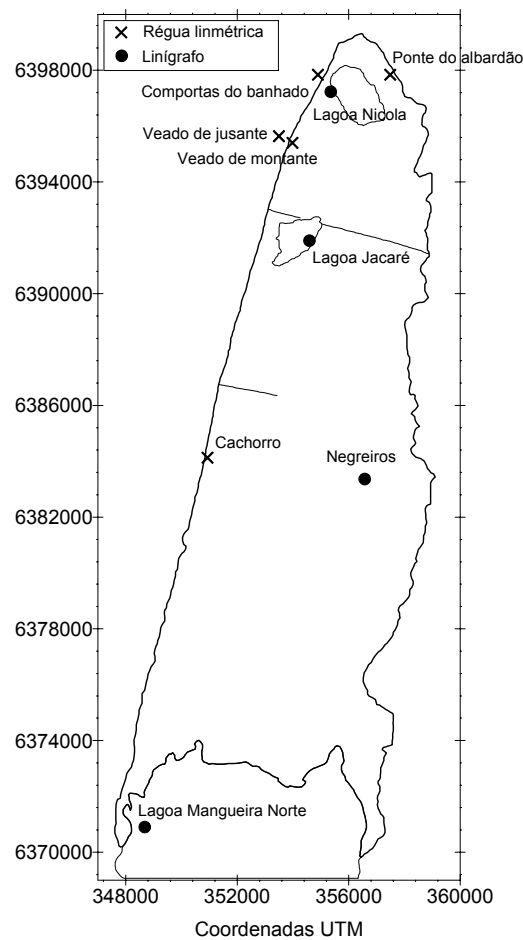 Régua linmétrica
Linígrafo
6398000
Ponte do albardão
Comportas do banhado
Lagoa Nicola
Veado de jusante
Veado de montante
6394000
Lagoa Jacaré
6390000
6386000
Cachorro
Negreiros
6382000
6378000
6374000
Lagoa Mangueira Norte
6370000
348000 352000 356000 360000
Coordenadas UTM